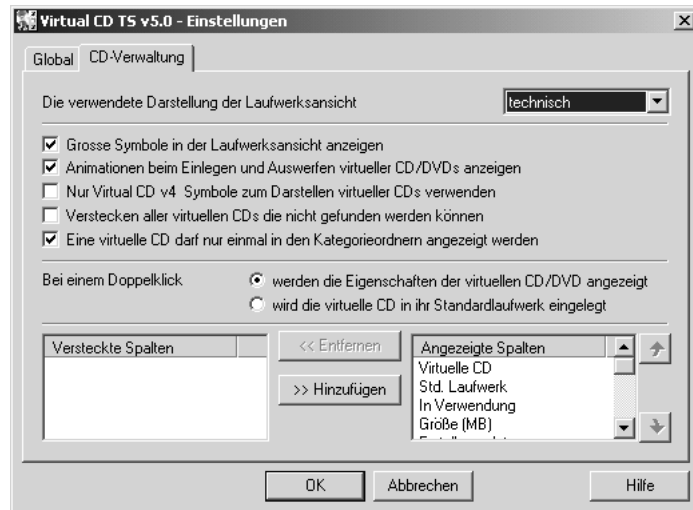 Virtual CD TS v5.0 - Einstellungen
Global
CD-Verwaltung
Die verwendete Darstellung der Laufwerksansicht
technisch
Grosse Symbole in der Laufwerksansicht anzeigen
Animationen beim Einlegen und Auswerfen virtueller CD/DVDs anzeigen
Nur Virtual CD v4 Symbole zum Darstellen virtueller CDs verwenden
Verstecken aller virtuellen CDs die nicht gefunden werden können
Eine virtuelle CD darf nur einmal in den Kategorieordnern angezeigt werden
Bei einem Doppelklick
werden die Eigenschaften der virtuellen CD/DVD angezeigt
wird die virtuelle CD in ihr Standardlaufwerk eingelegt
Versteckte Spalten
<< Entfernen
>> Hinzufügen
Angezeigte Spalten
Virtuelle CD
Std. Laufwerk
In Verwendung
Größe (MB)
OK
Abbrechen
Hilfe